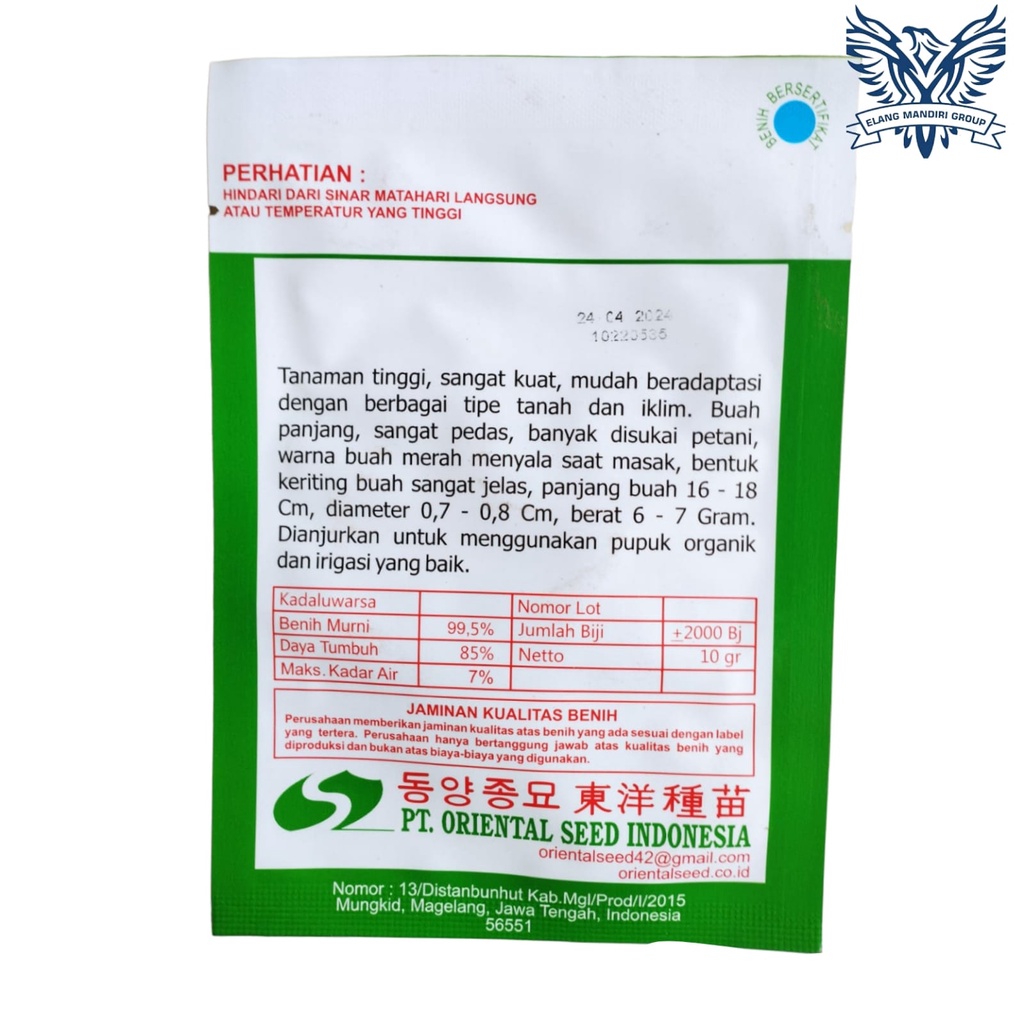 ELANG MANDIRI GROUP
BENIH BERSERTIFIKAT
PERHATIAN :
HINDARI DARI SINAR MATAHARI LANGSUNG
ATAU TEMPERATUR YANG TINGGI
24 04 2024
10220535
Tanaman tinggi, sangat kuat, mudah beradaptasi
dengan berbagai tipe tanah dan iklim. Buah
panjang, sangat pedas, banyak disukai petani,
warna buah merah menyala saat masak, bentuk
keriting buah sangat jelas, panjang buah 16 - 18
Cm, diameter 0,7 - 0,8 Cm, berat 6 - 7 Gram.
Dianjurkan untuk menggunakan pupuk organik
dan irigasi yang baik.
Kadaluwarsa Nomor Lot
Benih Murni 99,5% Jumlah Biji ±2000 Bj
Daya Tumbuh 85% Netto 10 gr
Maks. Kadar Air 7%
JAMINAN KUALITAS BENIH
Perusahaan memberikan jaminan kualitas atas benih yang ada sesuai dengan label
yang tertera. Perusahaan hanya bertanggung jawab atas kualitas benih yang
diproduksi dan bukan atas biaya-biaya yang digunakan.
동양종묘 東洋種苗
PT. ORIENTAL SEED INDONESIA
orientalseed42@gmail.com
orientalseed.co.id
Nomor : 13/Distanbunhut Kab.Mgl/Prod/I/2015
Mungkid, Magelang, Jawa Tengah, Indonesia
56551